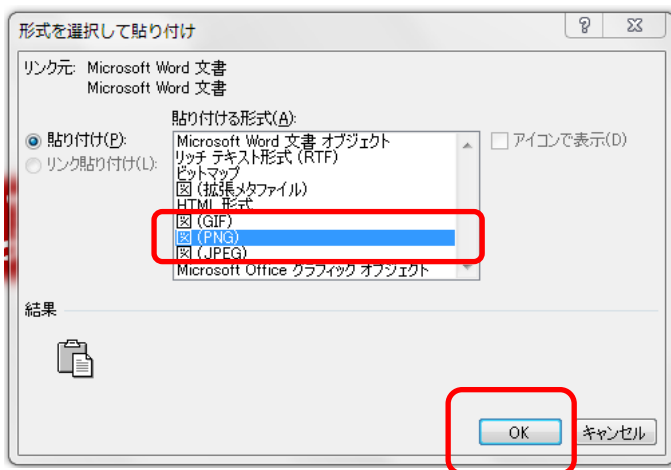 形式を選択して貼り付け
リンク元: Microsoft Word 文書
Microsoft Word 文書
貼り付ける形式(A):
貼り付け(P):
リンク貼り付け(L):
Microsoft Word 文書 オブジェクト
リッチ テキスト形式 (RTF)
ビットマップ
図 (拡張メタファイル)
HTML 形式
図 (GIF)
図 (PNG)
図 (JPEG)
Microsoft Office グラフィック オブジェクト
アイコンで表示(D)
結果
OK
キャンセル